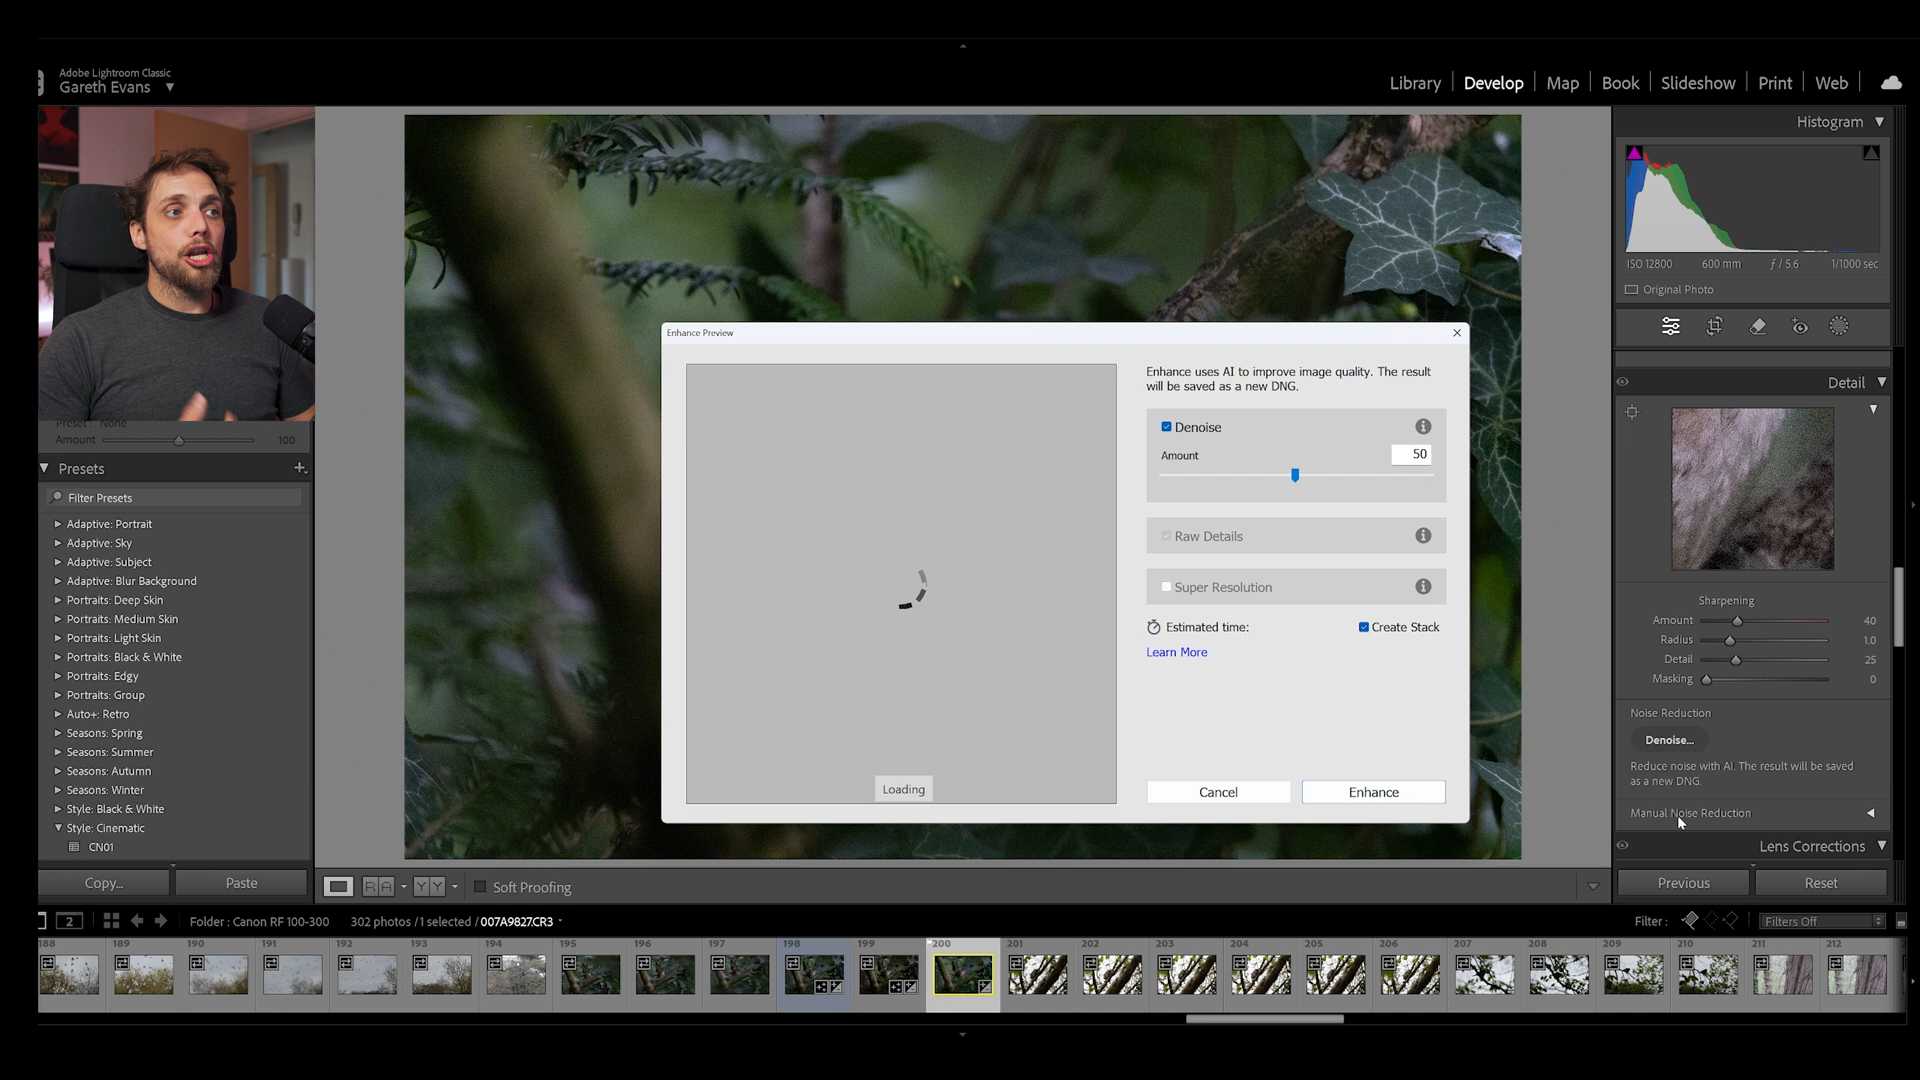 Adobe Lightroom Classic
Gareth Evans
Library
Develop
Map
Book
Slideshow
Print
Web
Histogram
ISO 12800 600 mm ƒ / 5.6 1/1000 sec
Original Photo
Detail
Sharpening
Amount 40
Radius 1.0
Detail 25
Masking 0
Noise Reduction
Denoise...
Reduce noise with AI. The result will be saved
as a new DNG.
Manual Noise Reduction
Lens Corrections
Previous
Reset
Preset: None
Amount 100
Presets
Filter Presets
Adaptive: Portrait
Adaptive: Sky
Adaptive: Subject
Adaptive: Blur Background
Portraits: Deep Skin
Portraits: Medium Skin
Portraits: Light Skin
Portraits: Black & White
Portraits: Edgy
Portraits: Group
Auto+: Retro
Seasons: Spring
Seasons: Summer
Seasons: Autumn
Seasons: Winter
Style: Black & White
Style: Cinematic
CN01
Copy...
Paste
Enhance Preview
Loading
Enhance uses AI to improve image quality. The result
will be saved as a new DNG.
Denoise
Amount 50
Raw Details
Super Resolution
Estimated time:
Create Stack
Learn More
Cancel
Enhance
R A
Y Y
Soft Proofing
2
Folder : Canon RF 100-300
302 photos / 1 selected / 007A9827.CR3
Filter :
Filters Off
188 189 190 191 192 193 194 195 196 197 198 199 200 201 202 203 204 205 206 207 208 209 210 211 212